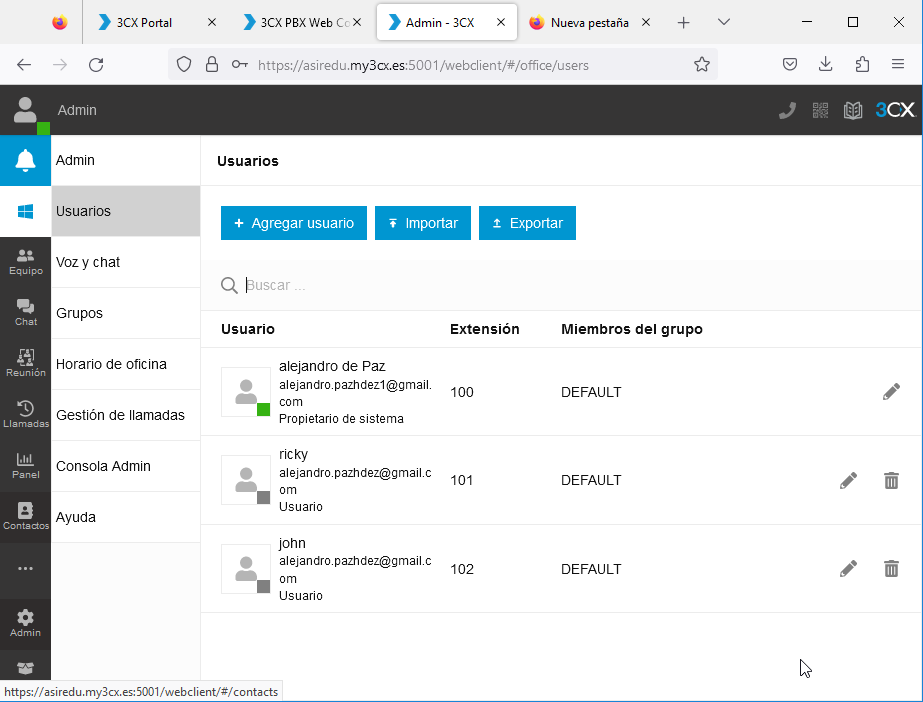 3CX Portal
3CX PBX Web Co
Admin - 3CX
Nueva pestaña
https://asiredu.my3cx.es:5001/webclient/#/office/users
Admin
3CX
Admin
Usuarios
Voz y chat
Grupos
Horario de oficina
Gestión de llamadas
Consola Admin
Ayuda
Equipo
Chat
Reunión
Llamadas
Panel
Contactos
Admin
Usuarios
+ Agregar usuario
Importar
Exportar
Buscar ...
Usuario Extensión Miembros del grupo
alejandro de Paz
alejandro.pazhdez1@gmail.
com
Propietario de sistema
100
DEFAULT
ricky
alejandro.pazhdez@gmail.c
om
Usuario
101
DEFAULT
john
alejandro.pazhdez@gmail.c
om
Usuario
102
DEFAULT
https://asiredu.my3cx.es:5001/webclient/#/contacts